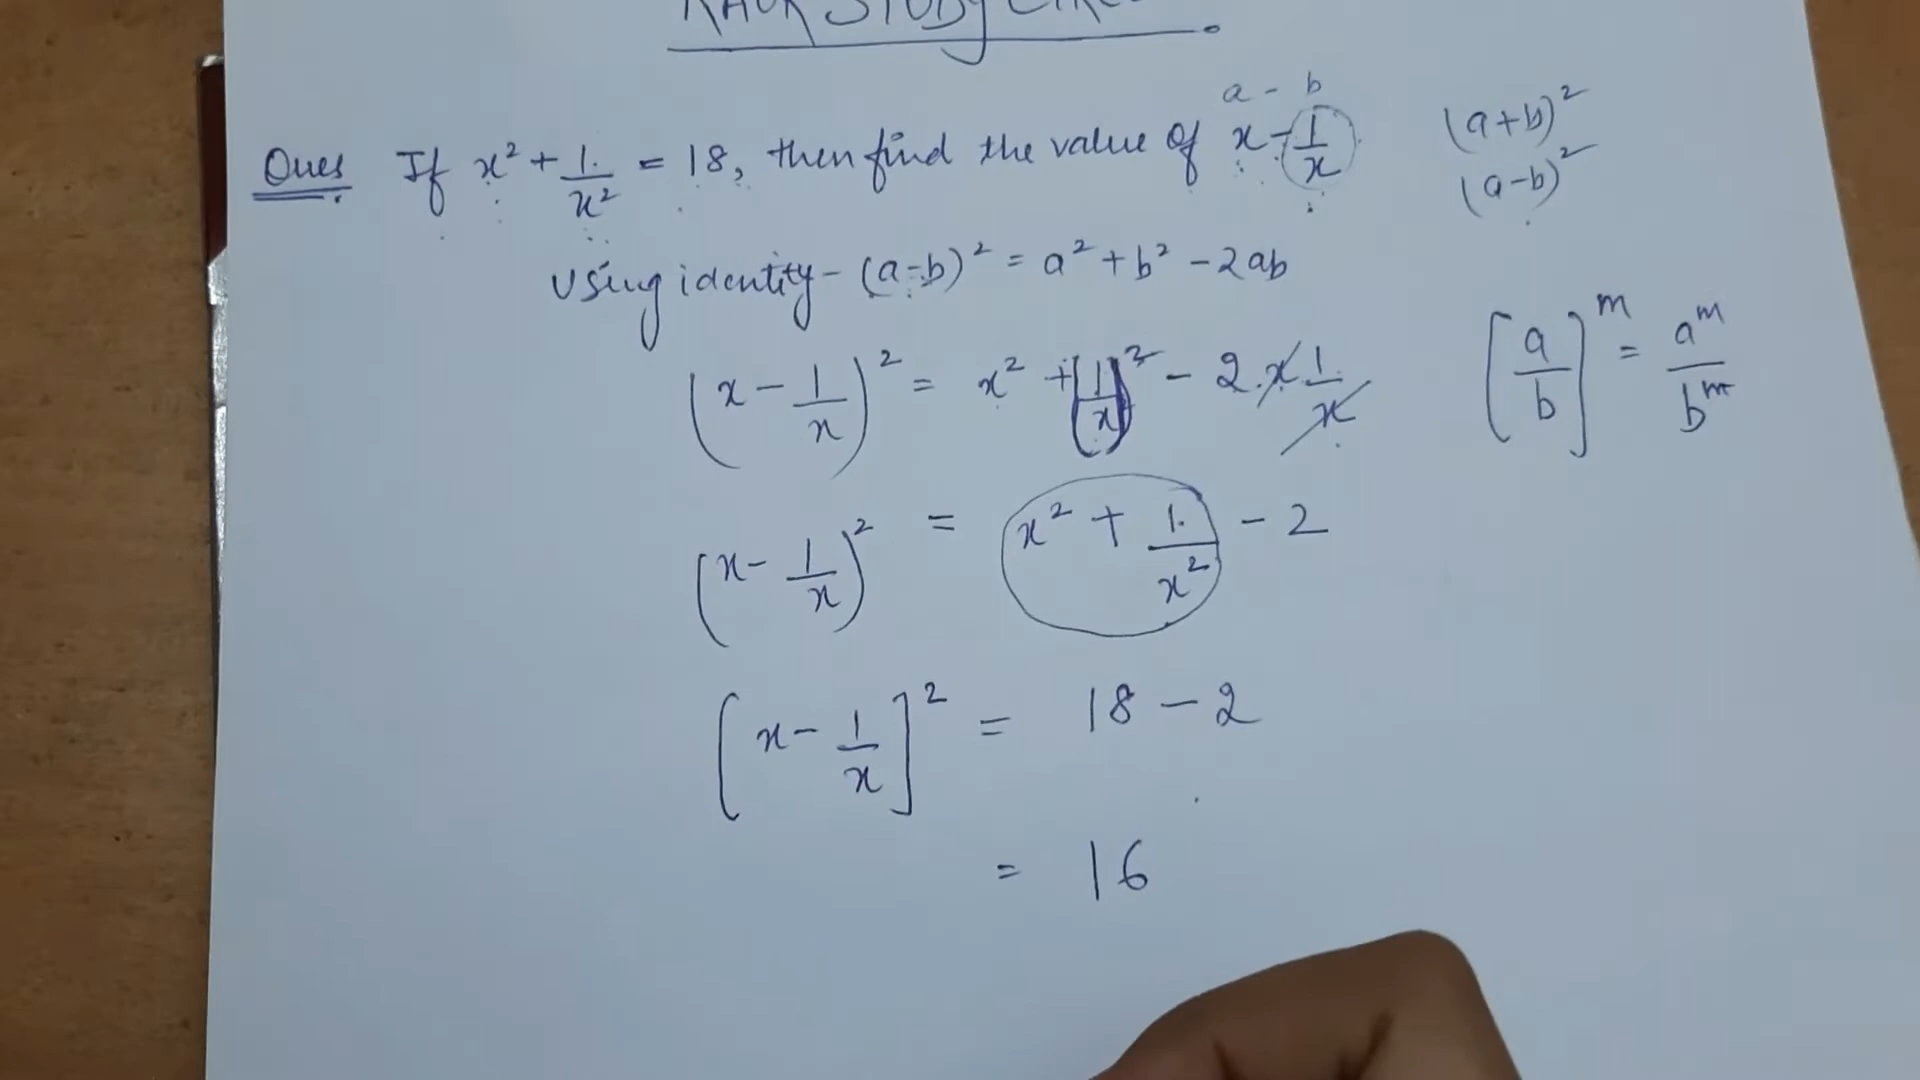 STUDY
a - b
Ques If x² + 1/x² = 18, then find the value of x - 1/x
(a+b)²
(a-b)²
Using identity - (a-b)² = a² + b² - 2ab
(x - 1/x)² = x² + (1/x)² - 2.x 1/x
[a/b]^m = a^m/b^m
(x - 1/x)² = x² + 1/x² - 2
[x - 1/x]² = 18 - 2
= 16